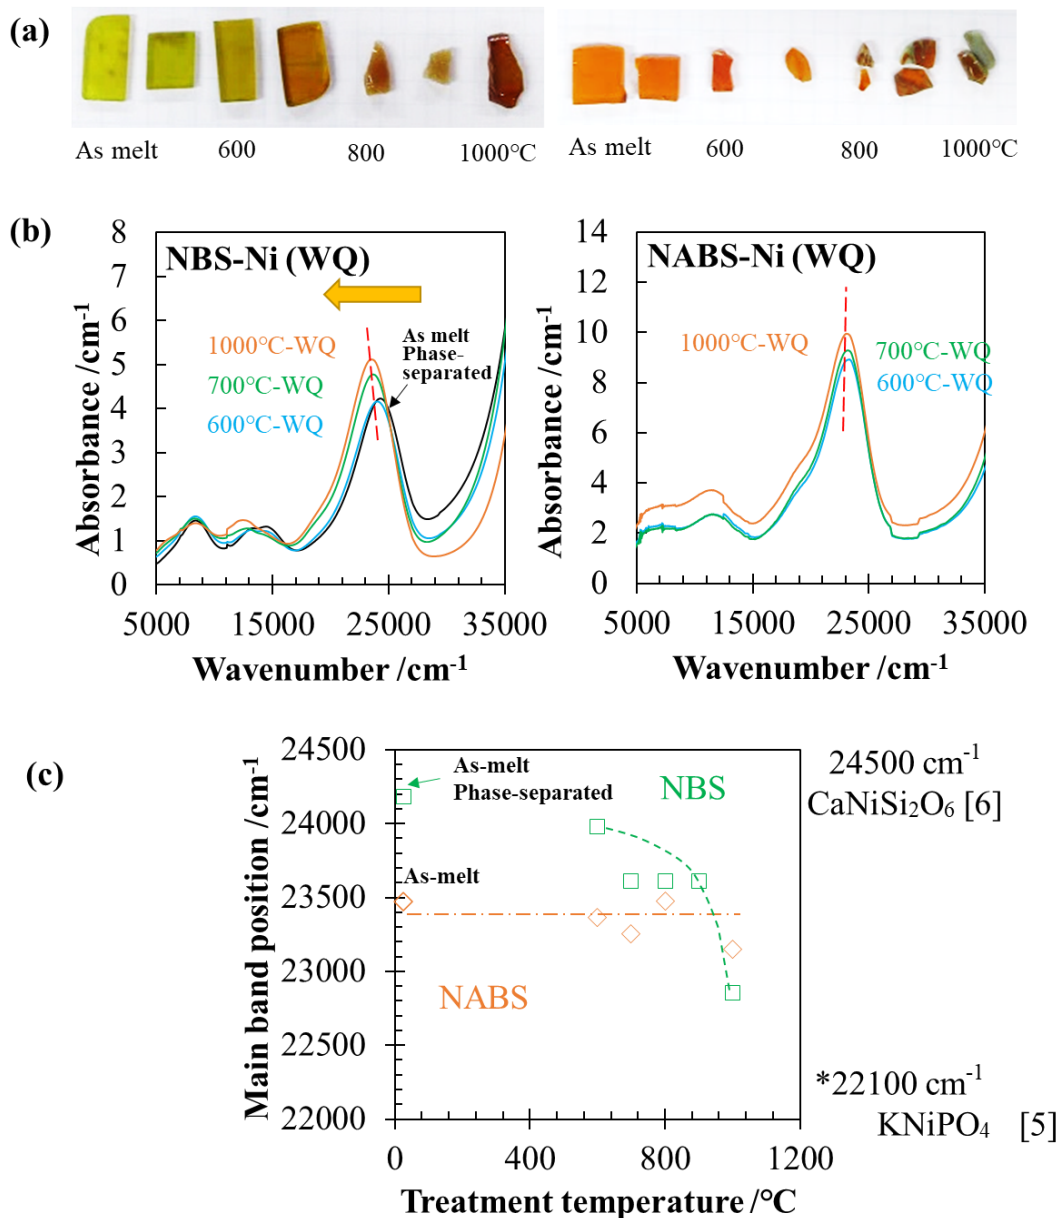 (a)
As melt 600 800 1000°C
As melt 600 800 1000°C
(b)
NBS-Ni (WQ)
8
7
6
5
4
3
2
1
0
Absorbance /cm-1
1000°C-WQ
700°C-WQ
600°C-WQ
As melt
Phase-
separated
5000 15000 25000 35000
Wavenumber /cm-1
NABS-Ni (WQ)
14
12
10
8
6
4
2
0
Absorbance /cm-1
1000°C-WQ
700°C-WQ
600°C-WQ
5000 15000 25000 35000
Wavenumber /cm-1
(c)
24500
24000
23500
23000
22500
22000
Main band position /cm-1
As-melt
Phase-separated
NBS
As-melt
NABS
0 400 800 1200
Treatment temperature /°C
24500 cm-1
CaNiSi2O6 [6]
*22100 cm-1
KNiPO4 [5]